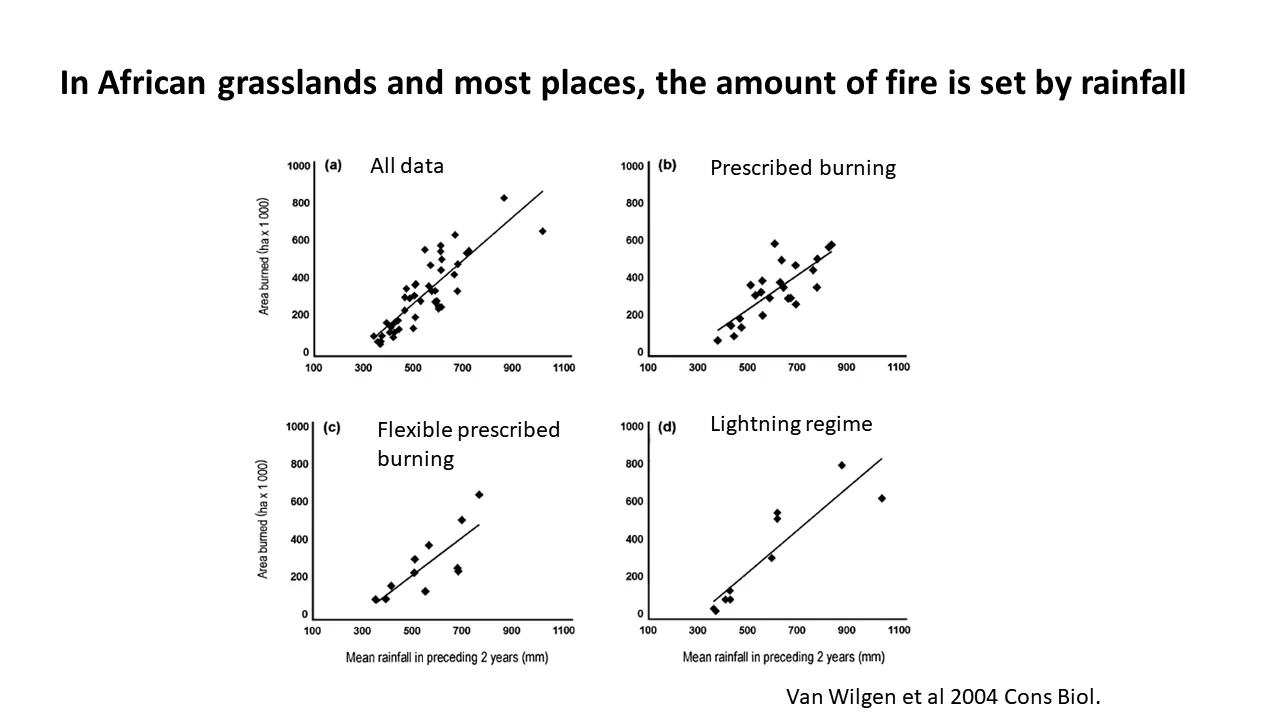 In African grasslands and most places, the amount of fire is set by rainfall
(a) All data
1000
800
600
400
200
0
Area burned (ha x 1 000)
100 300 500 700 900 1100
(b) Prescribed burning
1000
800
600
400
200
0
100 300 500 700 900 1100
(c) Flexible prescribed
burning
1000
800
600
400
200
0
Area burned (ha x 1 000)
100 300 500 700 900 1100
Mean rainfall in preceding 2 years (mm)
(d) Lightning regime
1000
800
600
400
200
0
100 300 500 700 900 1100
Mean rainfall in preceding 2 years (mm)
Van Wilgen et al 2004 Cons Biol.